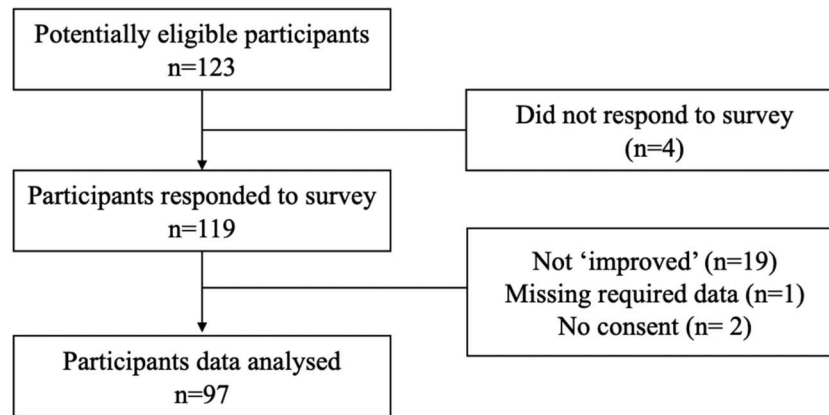 Potentially eligible participants
n=123
Did not respond to survey
(n=4)
Participants responded to survey
n=119
Not ‘improved’ (n=19)
Missing required data (n=1)
No consent (n= 2)
Participants data analysed
n=97